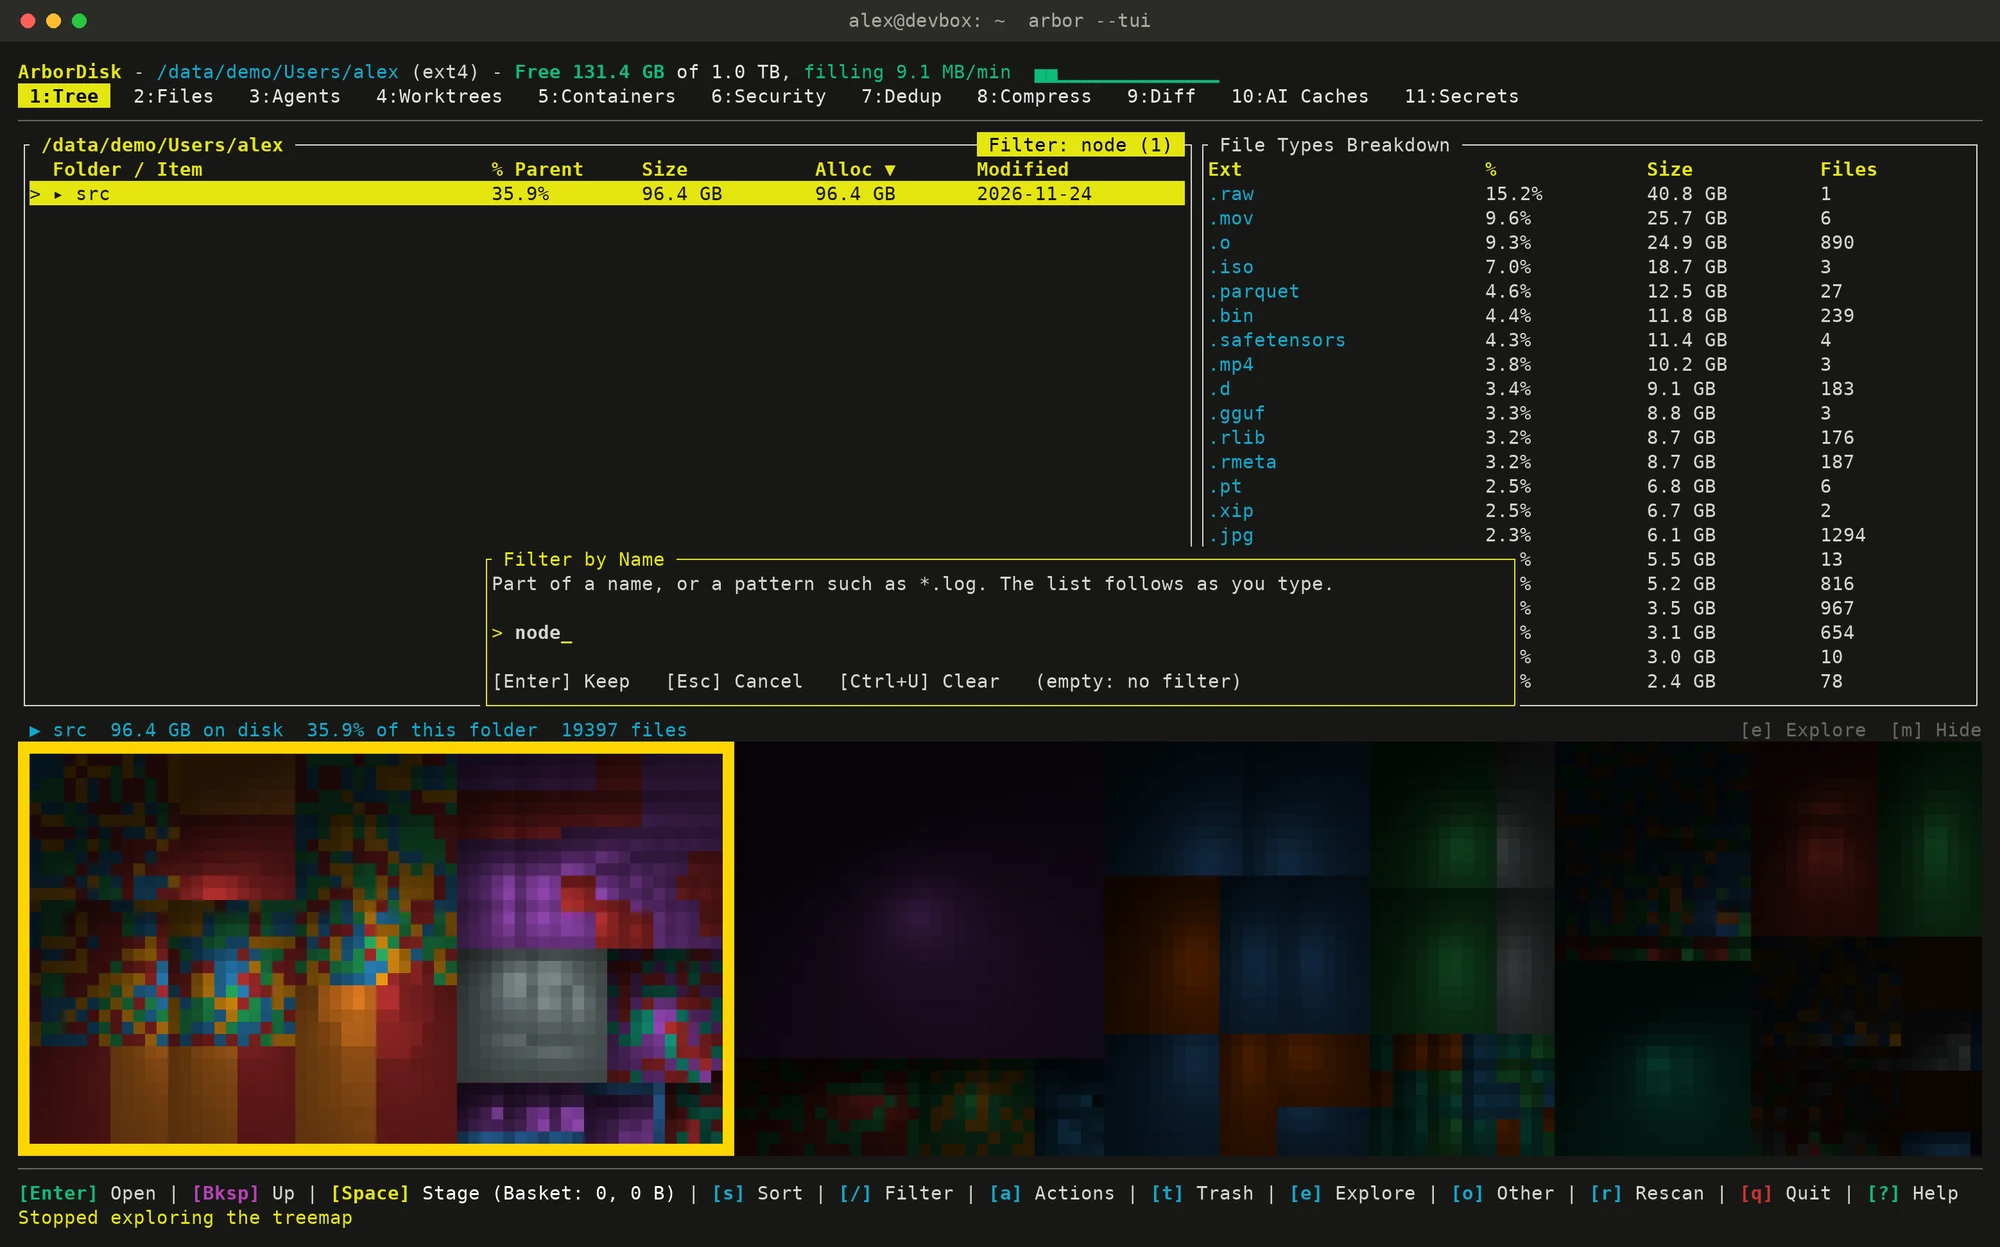 alex@devbox: ~  arbor --tui
ArborDisk - /data/demo/Users/alex (ext4) - Free 131.4 GB of 1.0 TB, filling 9.1 MB/min
1:Tree  2:Files  3:Agents  4:Worktrees  5:Containers  6:Security  7:Dedup  8:Compress  9:Diff  10:AI Caches  11:Secrets
/data/demo/Users/alex  Filter: node (1)
Folder / Item  % Parent  Size  Alloc ▼  Modified
> ▸ src  35.9%  96.4 GB  96.4 GB  2026-11-24
File Types Breakdown
Ext  %  Size  Files
.raw  15.2%  40.8 GB  1
.mov  9.6%  25.7 GB  6
.o  9.3%  24.9 GB  890
.iso  7.0%  18.7 GB  3
.parquet  4.6%  12.5 GB  27
.bin  4.4%  11.8 GB  239
.safetensors  4.3%  11.4 GB  4
.mp4  3.8%  10.2 GB  3
.d  3.4%  9.1 GB  183
.gguf  3.3%  8.8 GB  3
.rlib  3.2%  8.7 GB  176
.rmeta  3.2%  8.7 GB  187
.pt  2.5%  6.8 GB  6
.xip  2.5%  6.7 GB  2
.jpg  2.3%  6.1 GB  1294
%  5.5 GB  13
%  5.2 GB  816
%  3.5 GB  967
%  3.1 GB  654
%  3.0 GB  10
%  2.4 GB  78
Filter by Name
Part of a name, or a pattern such as *.log. The list follows as you type.
> node_
[Enter] Keep  [Esc] Cancel  [Ctrl+U] Clear  (empty: no filter)
▶ src  96.4 GB on disk  35.9% of this folder  19397 files  [e] Explore  [m] Hide
[Enter] Open | [Bksp] Up | [Space] Stage (Basket: 0, 0 B) | [s] Sort | [/] Filter | [a] Actions | [t] Trash | [e] Explore | [o] Other | [r] Rescan | [q] Quit | [?] Help
Stopped exploring the treemap